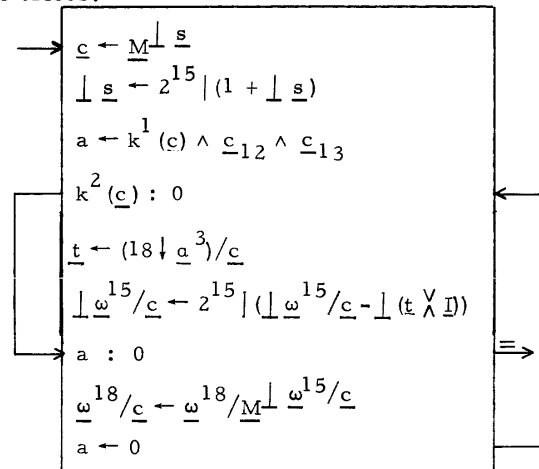 c ← M^⊥ s
⊥ s ← 2^15 | (1 + ⊥ s)
a ← k^1 (c) ∧ c_12 ∧ c_13
k^2 (c) : 0
t ← (18 ↓ a^3)/c
⊥ ω^15/c ← 2^15 | (⊥ ω^15/c - ⊥ (t ∨∧ I))
a : 0 =
ω^18/c ← ω^18/M^⊥ ω^15/c
a ← 0